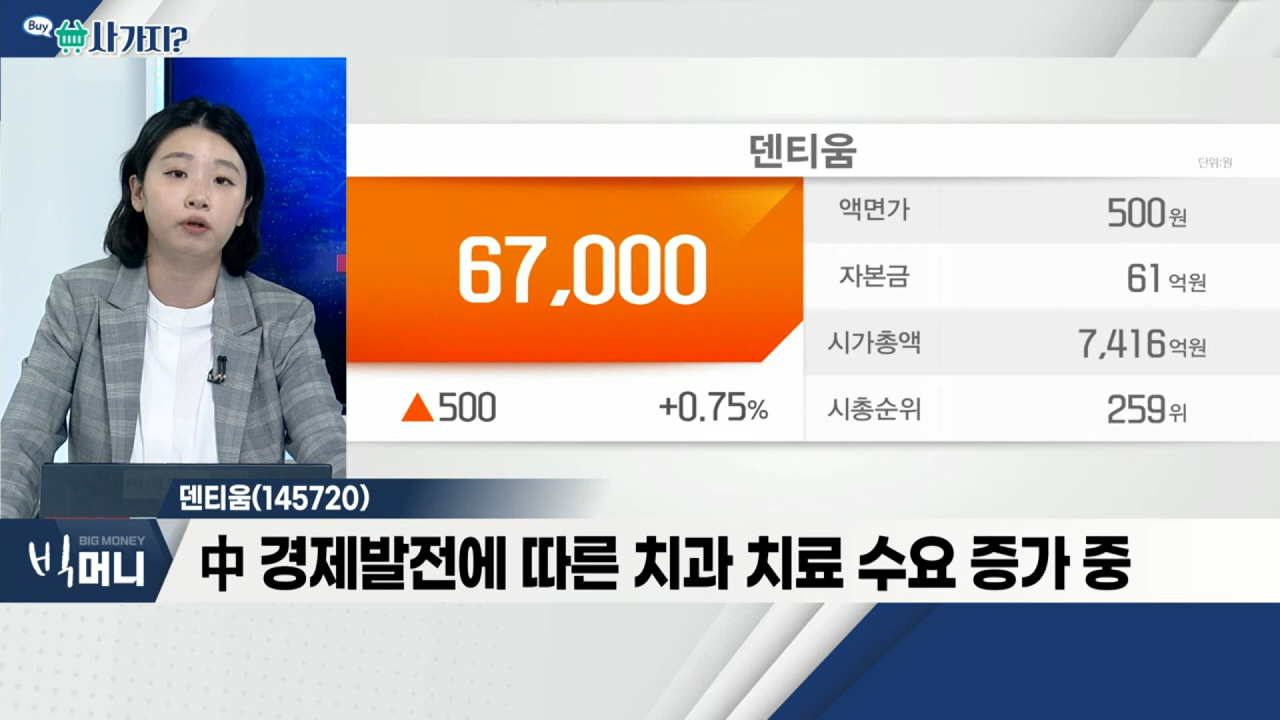 Buy
사가지?
덴티움
단위:원
67,000
▲500 +0.75%
액면가 500원
자본금 61 억원
시가총액 7,416억원
시총순위 259위
덴티움(145720)
BIG MONEY
빅머니
中 경제발전에 따른 치과 치료 수요 증가 중